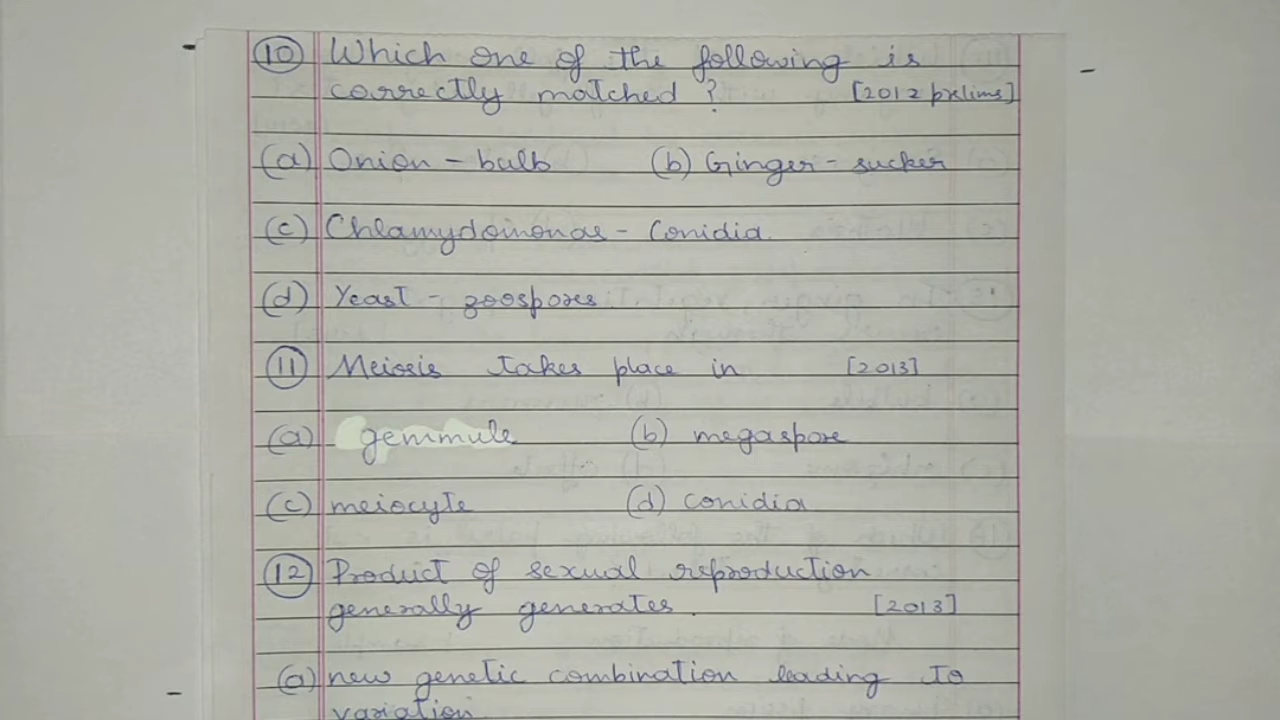 10 Which one of the following is
correctly matched ? [2012 prelims]
(a) Onion - bulb (b) Ginger - sucker
(c) Chlamydomonas - Conidia.
(d) Yeast - zoospores
11 Meiosis takes place in [2013]
(a) gemmule (b) megaspore
(c) meiocyte (d) conidia
12 Product of sexual reproduction
generally generates. [2013]
(a) new genetic combination leading to
variation